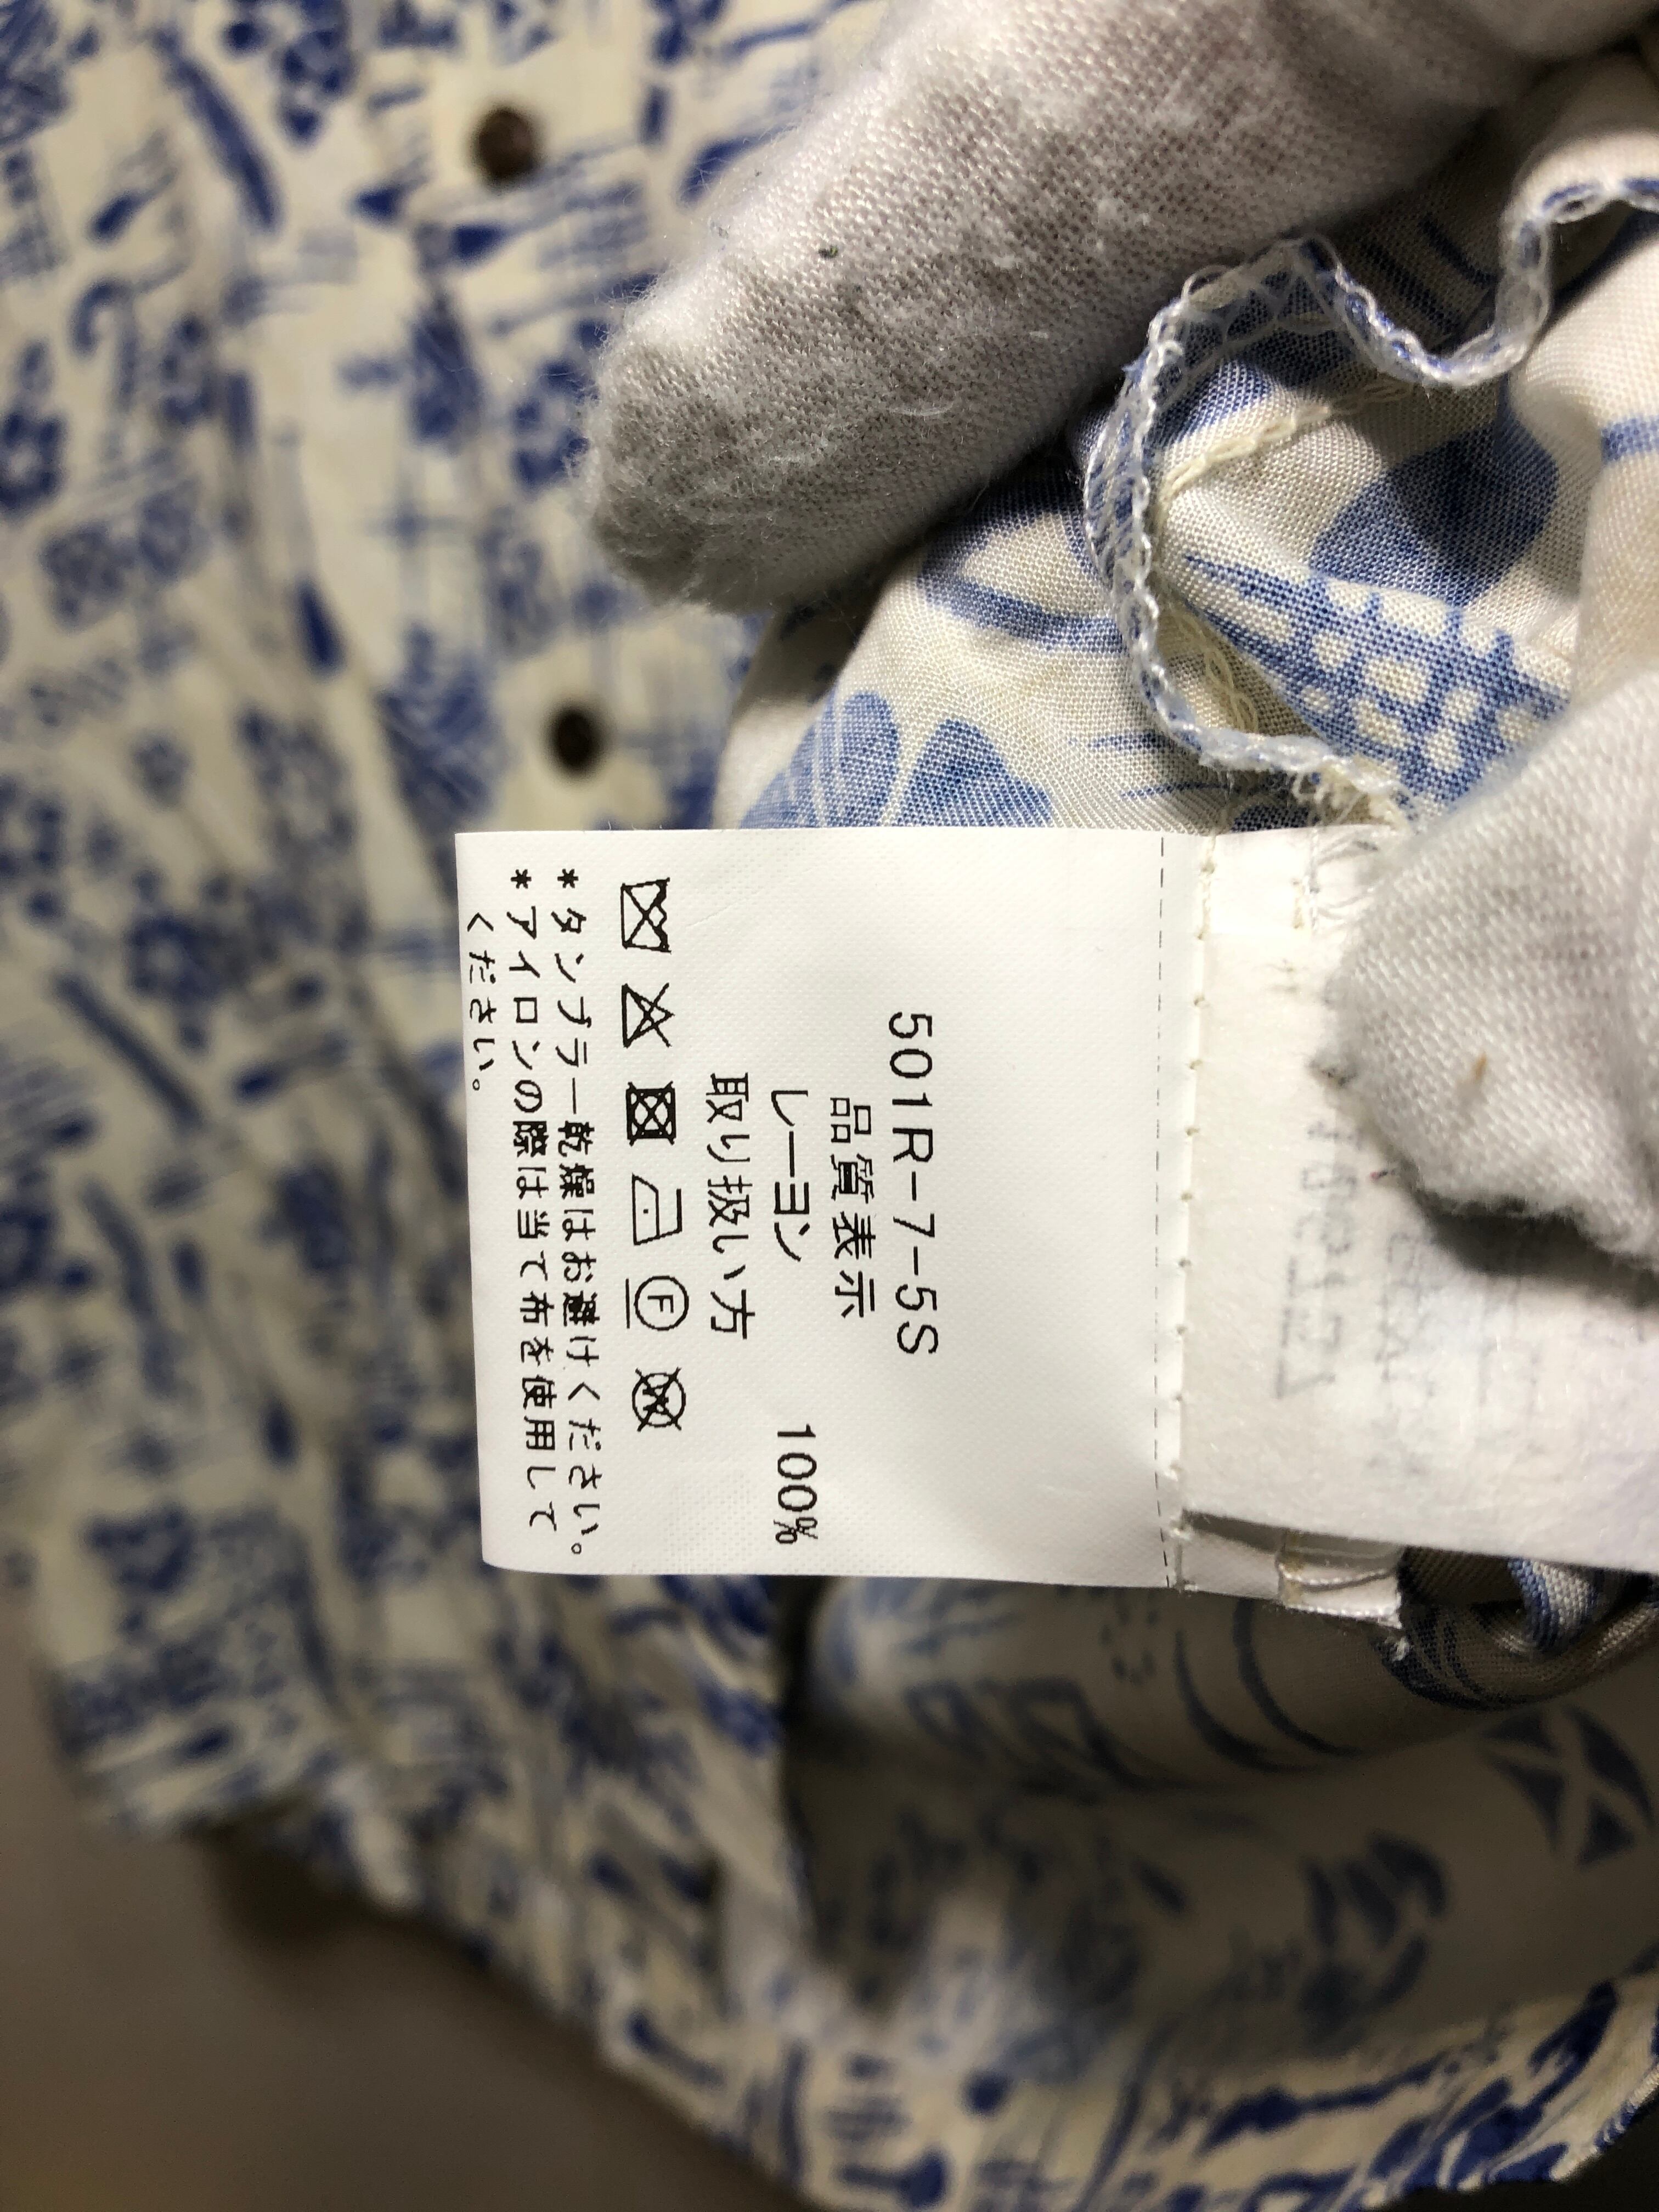 501R-7-5S
品質表示
レーヨン 100%
取り扱い方
F
W
*タンブラー乾燥はお避けください。
*アイロンの際は当て布を使用して
ください。